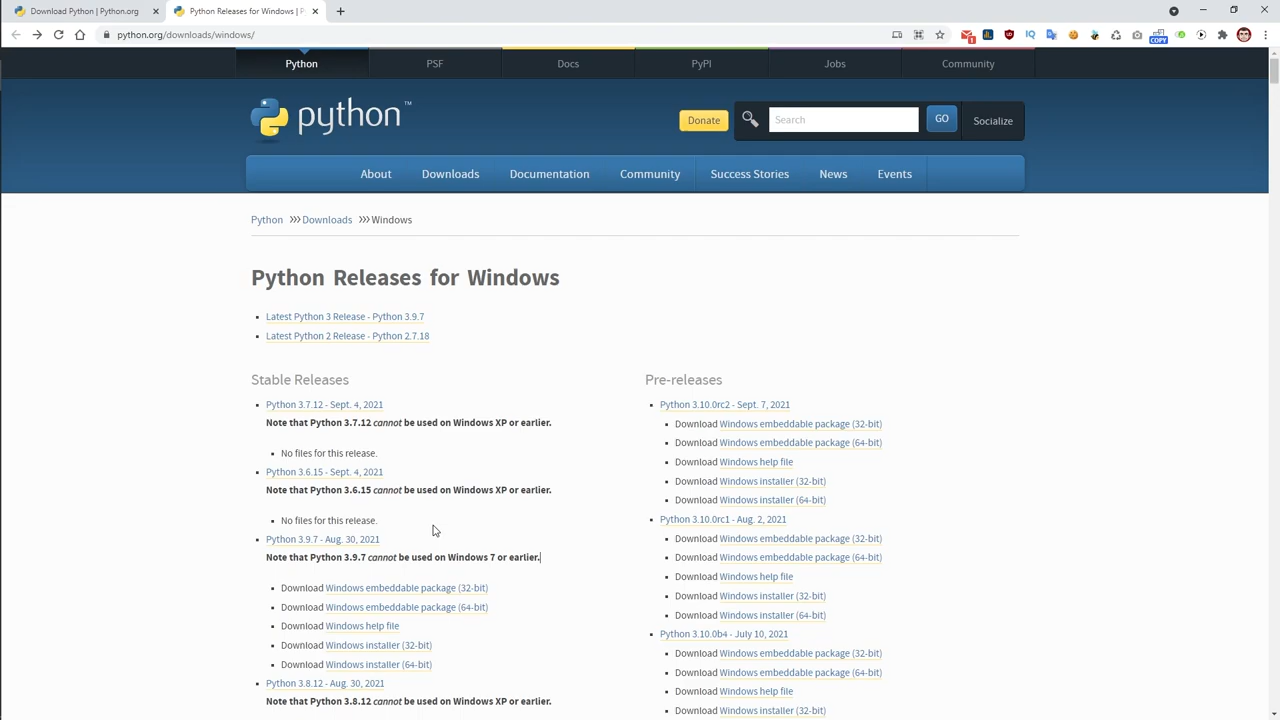 Download Python | Python.org
Python Releases for Windows | P
python.org/downloads/windows/
Python PSF Docs PyPI Jobs Community
python™
Donate Search GO Socialize
About Downloads Documentation Community Success Stories News Events
Python >>> Downloads >>> Windows
Python Releases for Windows
Latest Python 3 Release - Python 3.9.7
Latest Python 2 Release - Python 2.7.18
Stable Releases
Python 3.7.12 - Sept. 4, 2021
Note that Python 3.7.12 cannot be used on Windows XP or earlier.
No files for this release.
Python 3.6.15 - Sept. 4, 2021
Note that Python 3.6.15 cannot be used on Windows XP or earlier.
No files for this release.
Python 3.9.7 - Aug. 30, 2021
Note that Python 3.9.7 cannot be used on Windows 7 or earlier.
Download Windows embeddable package (32-bit)
Download Windows embeddable package (64-bit)
Download Windows help file
Download Windows installer (32-bit)
Download Windows installer (64-bit)
Python 3.8.12 - Aug. 30, 2021
Note that Python 3.8.12 cannot be used on Windows XP or earlier.
Pre-releases
Python 3.10.0rc2 - Sept. 7, 2021
Download Windows embeddable package (32-bit)
Download Windows embeddable package (64-bit)
Download Windows help file
Download Windows installer (32-bit)
Download Windows installer (64-bit)
Python 3.10.0rc1 - Aug. 2, 2021
Download Windows embeddable package (32-bit)
Download Windows embeddable package (64-bit)
Download Windows help file
Download Windows installer (32-bit)
Download Windows installer (64-bit)
Python 3.10.0b4 - July 10, 2021
Download Windows embeddable package (32-bit)
Download Windows embeddable package (64-bit)
Download Windows help file
Download Windows installer (32-bit)